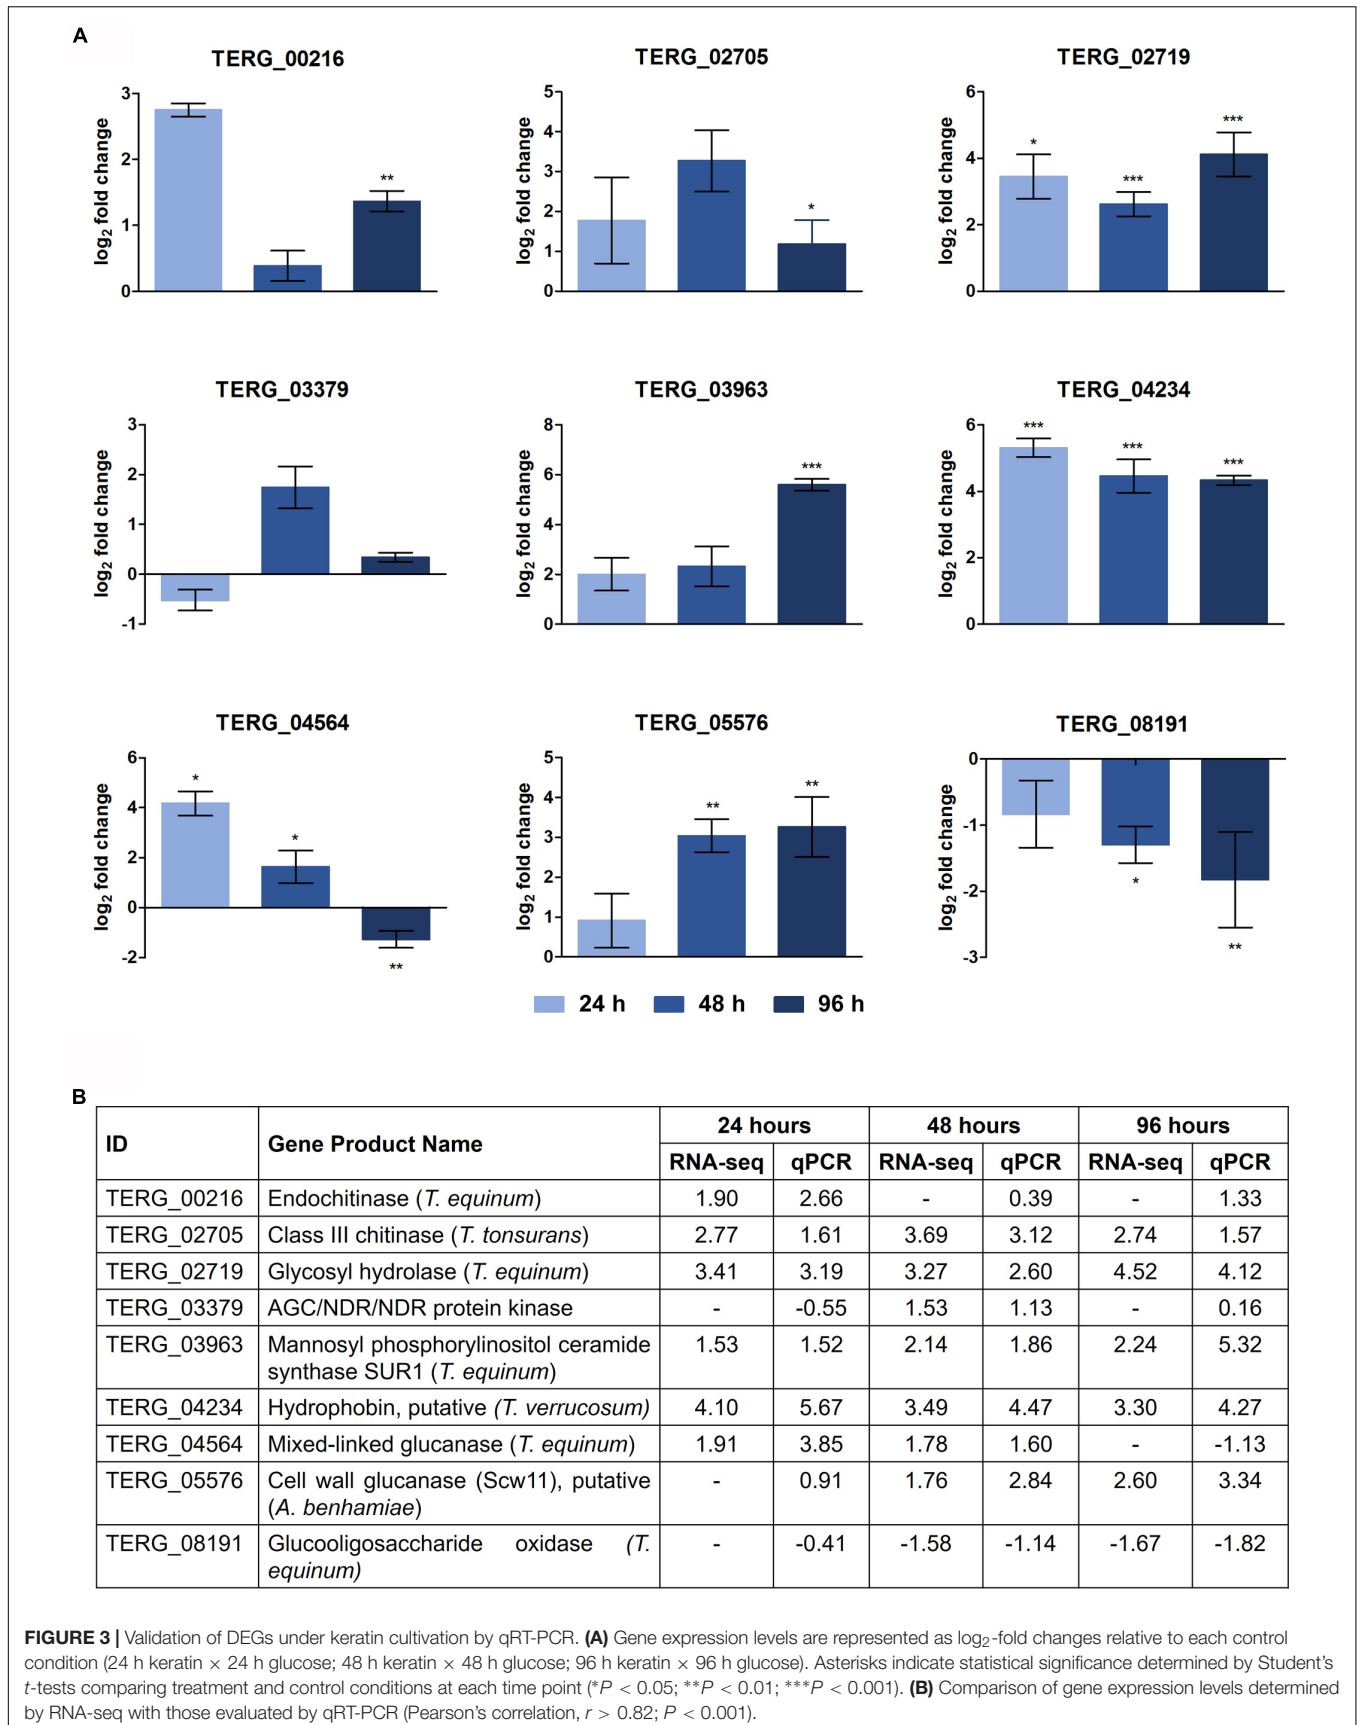 A
TERG_00216
TERG_02705
TERG_02719
log2 fold change
3
2
1
0
**
log2 fold change
5
4
3
2
1
0
*
log2 fold change
6
4
2
0
*
***
***
TERG_03379
TERG_03963
TERG_04234
log2 fold change
3
2
1
0
-1
log2 fold change
8
6
4
2
0
***
log2 fold change
6
4
2
0
***
***
***
TERG_04564
TERG_05576
TERG_08191
log2 fold change
6
4
2
0
-2
*
*
**
log2 fold change
5
4
3
2
1
0
**
**
log2 fold change
0
-1
-2
-3
*
**
24 h 48 h 96 h
B
ID Gene Product Name 24 hours 48 hours 96 hours
RNA-seq qPCR RNA-seq qPCR RNA-seq qPCR
TERG_00216 Endochitinase (T. equinum) 1.90 2.66 - 0.39 - 1.33
TERG_02705 Class III chitinase (T. tonsurans) 2.77 1.61 3.69 3.12 2.74 1.57
TERG_02719 Glycosyl hydrolase (T. equinum) 3.41 3.19 3.27 2.60 4.52 4.12
TERG_03379 AGC/NDR/NDR protein kinase - -0.55 1.53 1.13 - 0.16
TERG_03963 Mannosyl phosphorylinositol ceramide 1.53 1.52 2.14 1.86 2.24 5.32
synthase SUR1 (T. equinum)
TERG_04234 Hydrophobin, putative (T. verrucosum) 4.10 5.67 3.49 4.47 3.30 4.27
TERG_04564 Mixed-linked glucanase (T. equinum) 1.91 3.85 1.78 1.60 - -1.13
TERG_05576 Cell wall glucanase (Scw11), putative - 0.91 1.76 2.84 2.60 3.34
(A. benhamiae)
TERG_08191 Glucooligosaccharide oxidase (T. - -0.41 -1.58 -1.14 -1.67 -1.82
equinum)
FIGURE 3 | Validation of DEGs under keratin cultivation by qRT-PCR. (A) Gene expression levels are represented as log2-fold changes relative to each control
condition (24 h keratin × 24 h glucose; 48 h keratin × 48 h glucose; 96 h keratin × 96 h glucose). Asterisks indicate statistical significance determined by Student's
t-tests comparing treatment and control conditions at each time point (*P < 0.05; **P < 0.01; ***P < 0.001). (B) Comparison of gene expression levels determined
by RNA-seq with those evaluated by qRT-PCR (Pearson's correlation, r > 0.82; P < 0.001).